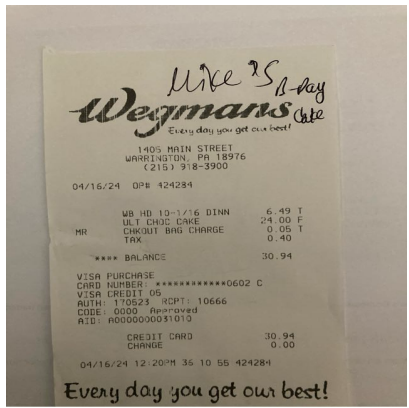 Mike's B-Day
Cake
Wegmans
Every day you get our best!
1405 MAIN STREET
WARRINGTON, PA 18976
(215) 918-3900
04/16/24 OP# 424284
WB HD 10-1/16 DINN 6.49 T
ULT CHOC CAKE 24.00 F
MR CHKOUT BAG CHARGE 0.05 T
TAX 0.40
**** BALANCE 30.94
VISA PURCHASE
CARD NUMBER: ************0602 C
VISA CREDIT 05
AUTH: 170523 RCPT: 10666
CODE: 0000 Approved
AID: A0000000031010
CREDIT CARD 30.94
CHANGE 0.00
04/16/24 12:20PM 36 10 55 424284
Every day you get our best!